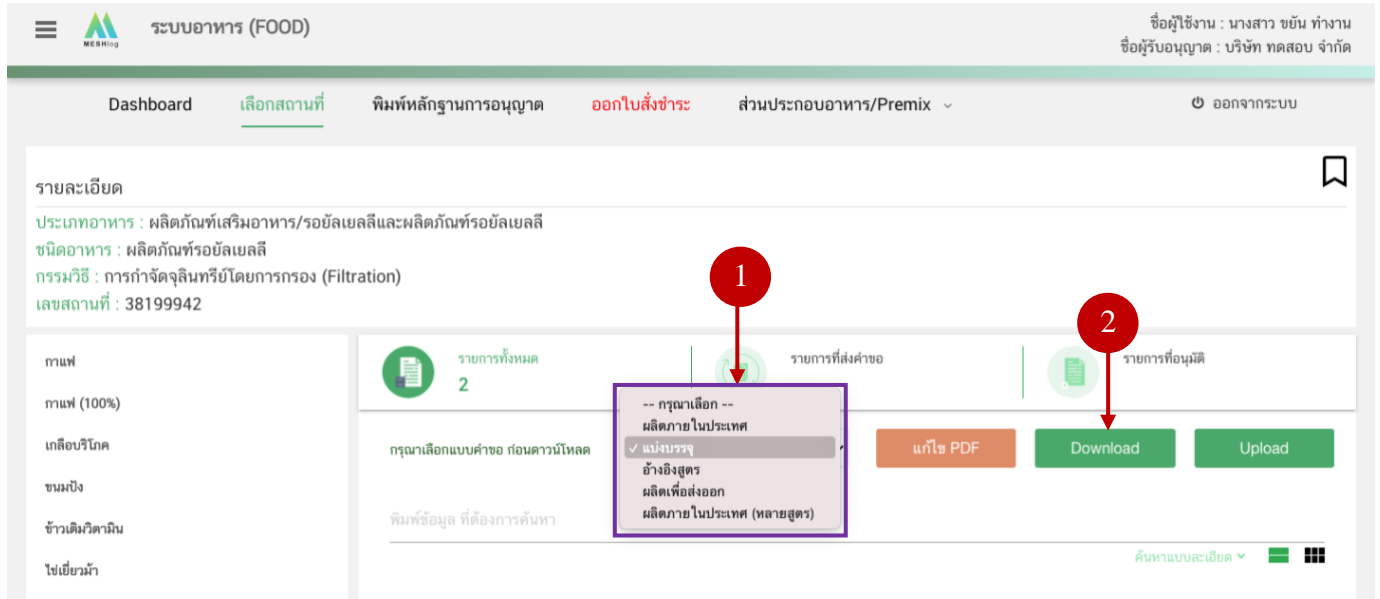 ระบบอาหาร (FOOD)
MESHlog
ชื่อผู้ใช้งาน : นางสาว ขยัน ทำงาน
ชื่อผู้รับอนุญาต : บริษัท ทดสอบ จำกัด
Dashboard
เลือกสถานที่
พิมพ์หลักฐานการอนุญาต
ออกใบสั่งชำระ
ส่วนประกอบอาหาร/Premix
ออกจากระบบ
รายละเอียด
ประเภทอาหาร : ผลิตภัณฑ์เสริมอาหาร/รอยัลเยลลีและผลิตภัณฑ์รอยัลเยลลี
ชนิดอาหาร : ผลิตภัณฑ์รอยัลเยลลี
กรรมวิธี : การกำจัดจุลินทรีย์โดยการกรอง (Filtration)
เลขสถานที่ : 38199942
1
2
กาแฟ
กาแฟ (100%)
เกลือบริโภค
ขนมปัง
ข้าวเติมวิตามิน
ไข่เยี่ยวม้า
รายการทั้งหมด
2
รายการที่ส่งคำขอ
รายการที่อนุมัติ
กรุณาเลือกแบบคำขอ ก่อนดาวน์โหลด
-- กรุณาเลือก --
ผลิตภายในประเทศ
✓ แบ่งบรรจุ
อ้างอิงสูตร
ผลิตเพื่อส่งออก
ผลิตภายในประเทศ (หลายสูตร)
แก้ไข PDF
Download
Upload
พิมพ์ข้อมูล ที่ต้องการค้นหา
ค้นหาแบบละเอียด